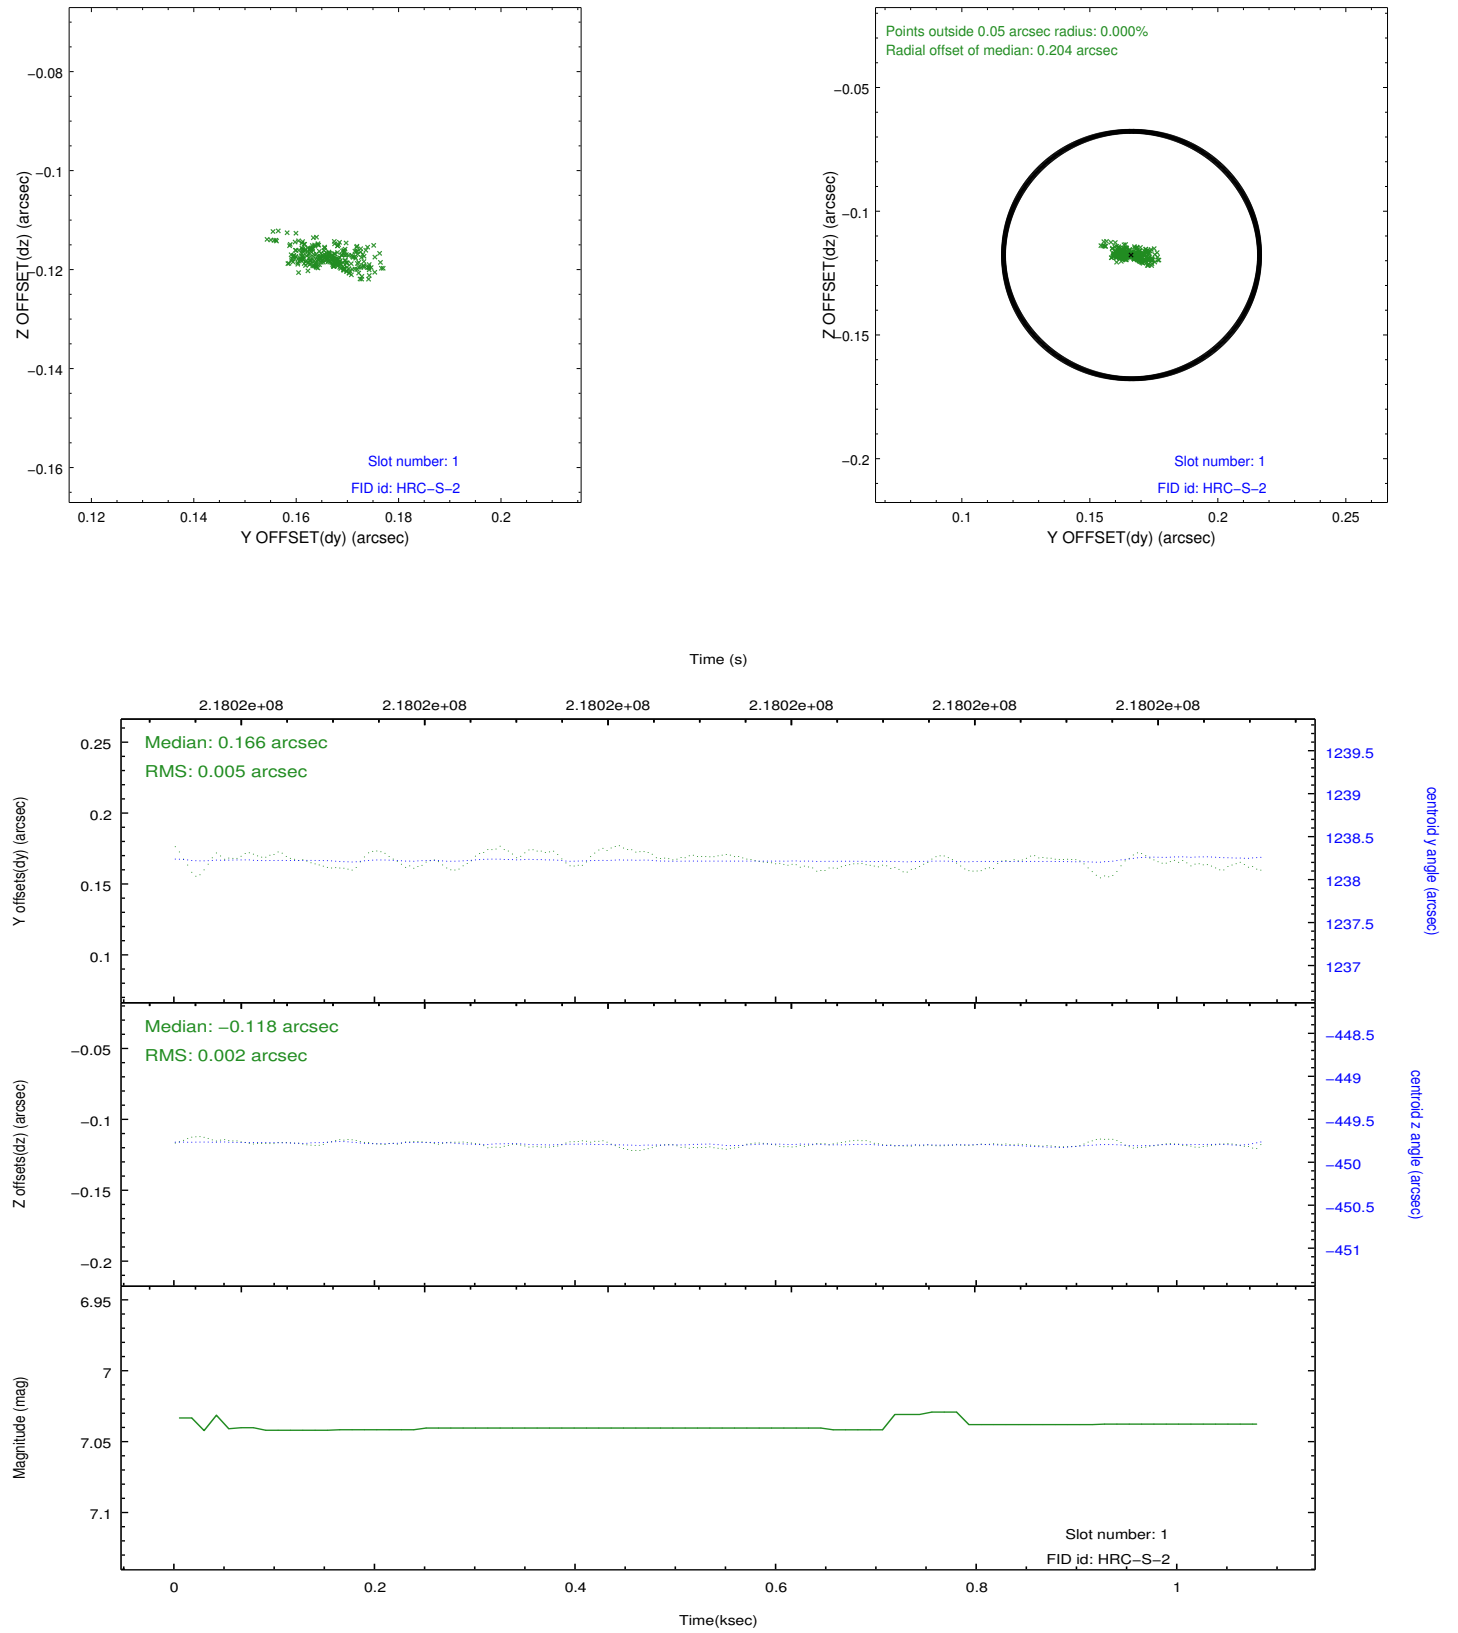 −0.08
−0.1
−0.12
−0.14
−0.16
Z OFFSET(dz) (arcsec)
Slot number: 1
FID id: HRC−S−2
0.12 0.14 0.16 0.18 0.2
Y OFFSET(dy) (arcsec)
Points outside 0.05 arcsec radius: 0.000%
Radial offset of median: 0.204 arcsec
−0.05
−0.1
−0.15
−0.2
Z OFFSET(dz) (arcsec)
Slot number: 1
FID id: HRC−S−2
0.1 0.15 0.2 0.25
Y OFFSET(dy) (arcsec)
Time (s)
2.1802e+08 2.1802e+08 2.1802e+08 2.1802e+08 2.1802e+08 2.1802e+08
Median: 0.166 arcsec
RMS: 0.005 arcsec
0.25
0.2
0.15
0.1
Y offsets(dy) (arcsec)
1239.5
1239
1238.5
1238
1237.5
1237
centroid y angle (arcsec)
Median: −0.118 arcsec
RMS: 0.002 arcsec
−0.05
−0.1
−0.15
−0.2
Z offsets(dz) (arcsec)
−448.5
−449
−449.5
−450
−450.5
−451
centroid z angle (arcsec)
6.95
7
7.05
7.1
Magnitude (mag)
Slot number: 1
FID id: HRC−S−2
0 0.2 0.4 0.6 0.8 1
Time(ksec)